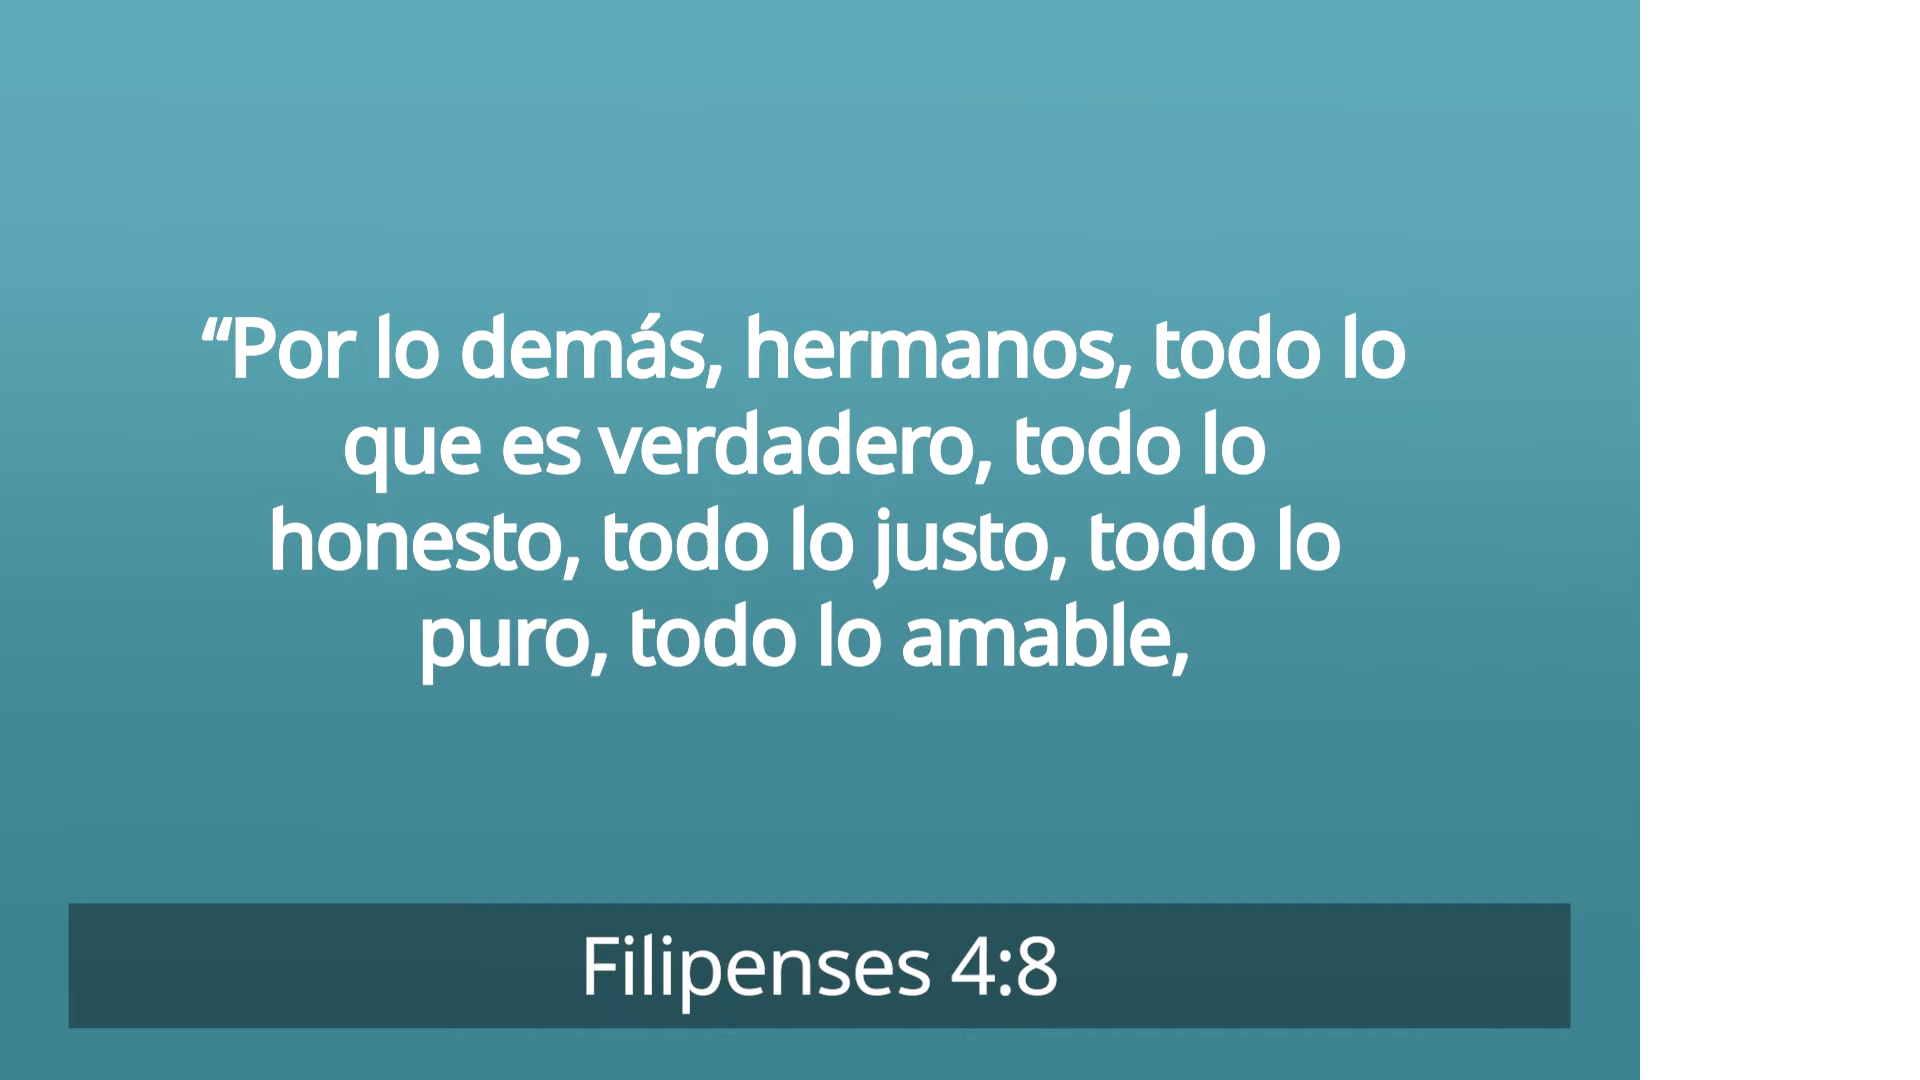 “Por lo demás, hermanos, todo lo
que es verdadero, todo lo
honesto, todo lo justo, todo lo
puro, todo lo amable,
Filipenses 4:8